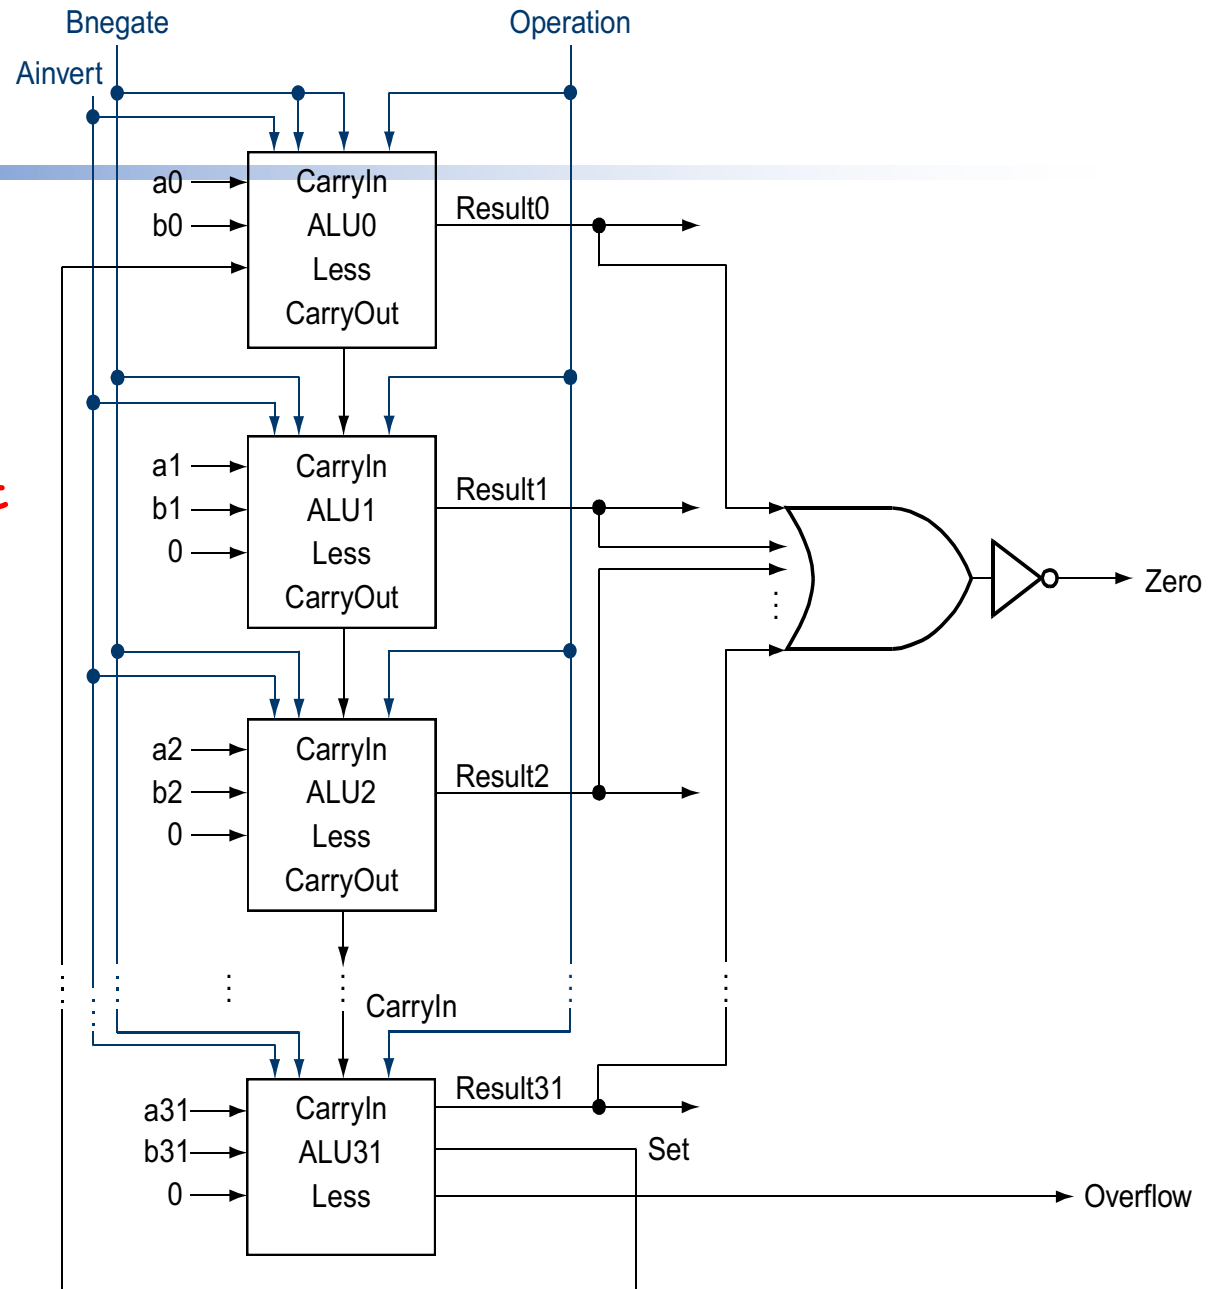 Bnegate
Operation
Ainvert
a0
CarryIn
b0
ALU0
Result0
Less
CarryOut
a1
CarryIn
b1
ALU1
Result1
0
Less
CarryOut
Zero
a2
CarryIn
b2
ALU2
Result2
0
Less
CarryOut
CarryIn
a31
CarryIn
Result31
b31
ALU31
Set
0
Less
Overflow